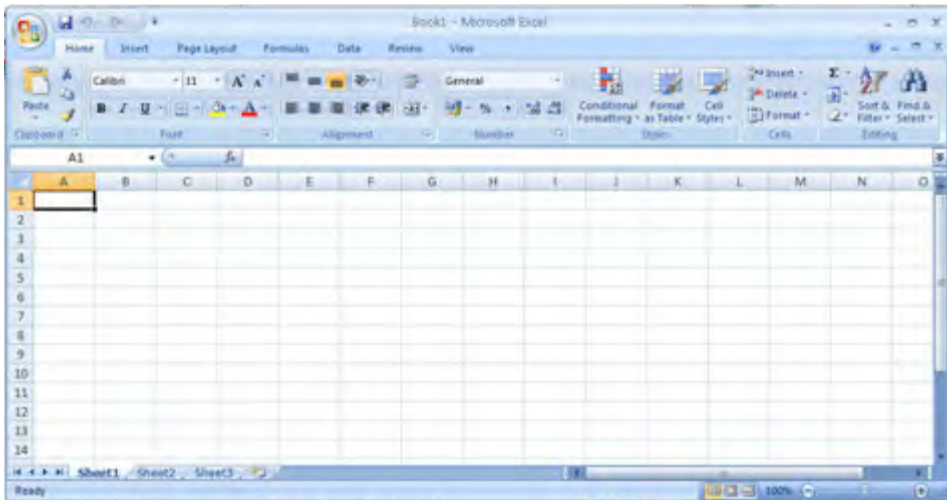 Book1 - Microsoft Excel
Home Insert Page Layout Formulas Data Review View
Calibri 11 General
Paste
B I U
Conditional Formatting Format as Table Cell Styles
Insert
Delete
Format
Sort & Filter Find & Select
Clipboard Font Alignment Number Styles Cells Editing
A1 fx
A B C D E F G H I J K L M N O
1
2
3
4
5
6
7
8
9
10
11
12
13
14
Sheet1 Sheet2 Sheet3
Ready 100%